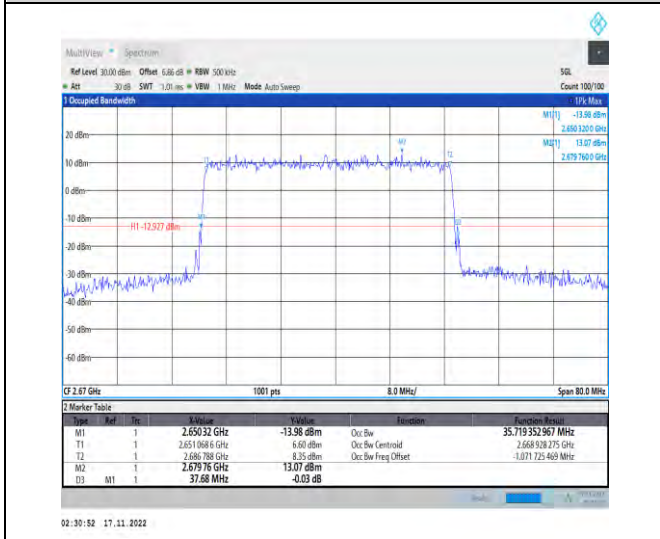 MultiView Spectrum
Ref Level 30.00 dBm Offset 6.86 dB RBW 500 kHz SGL
Att 30 dB SWT 1.01 ms VBW 1 MHz Mode Auto Sweep Count 100/100
1 Occupied Bandwidth 1Pk Max
M1[1] -13.98 dBm
2.650 320 0 GHz
M2[1] 13.07 dBm
2.679 760 0 GHz
20 dBm
M2
T1 T2
10 dBm
0 dBm
-10 dBm
M1
H1 -12.927 dBm
-20 dBm
-30 dBm
-40 dBm
-50 dBm
-60 dBm
CF 2.67 GHz 1001 pts 8.0 MHz/ Span 80.0 MHz
2 Marker Table
Type Ref Trc X-Value Y-Value Function Function Result
M1 1 2.65032 GHz -13.98 dBm Occ Bw 35.719 352 967 MHz
T1 1 2.651 068 6 GHz 6.60 dBm Occ Bw Centroid 2.668 928 275 GHz
T2 1 2.686 788 GHz 8.35 dBm Occ Bw Freq Offset -1.071 725 469 MHz
M2 1 2.67976 GHz 13.07 dBm
D3 M1 1 37.68 MHz -0.03 dB
02:30:52 17.11.2022